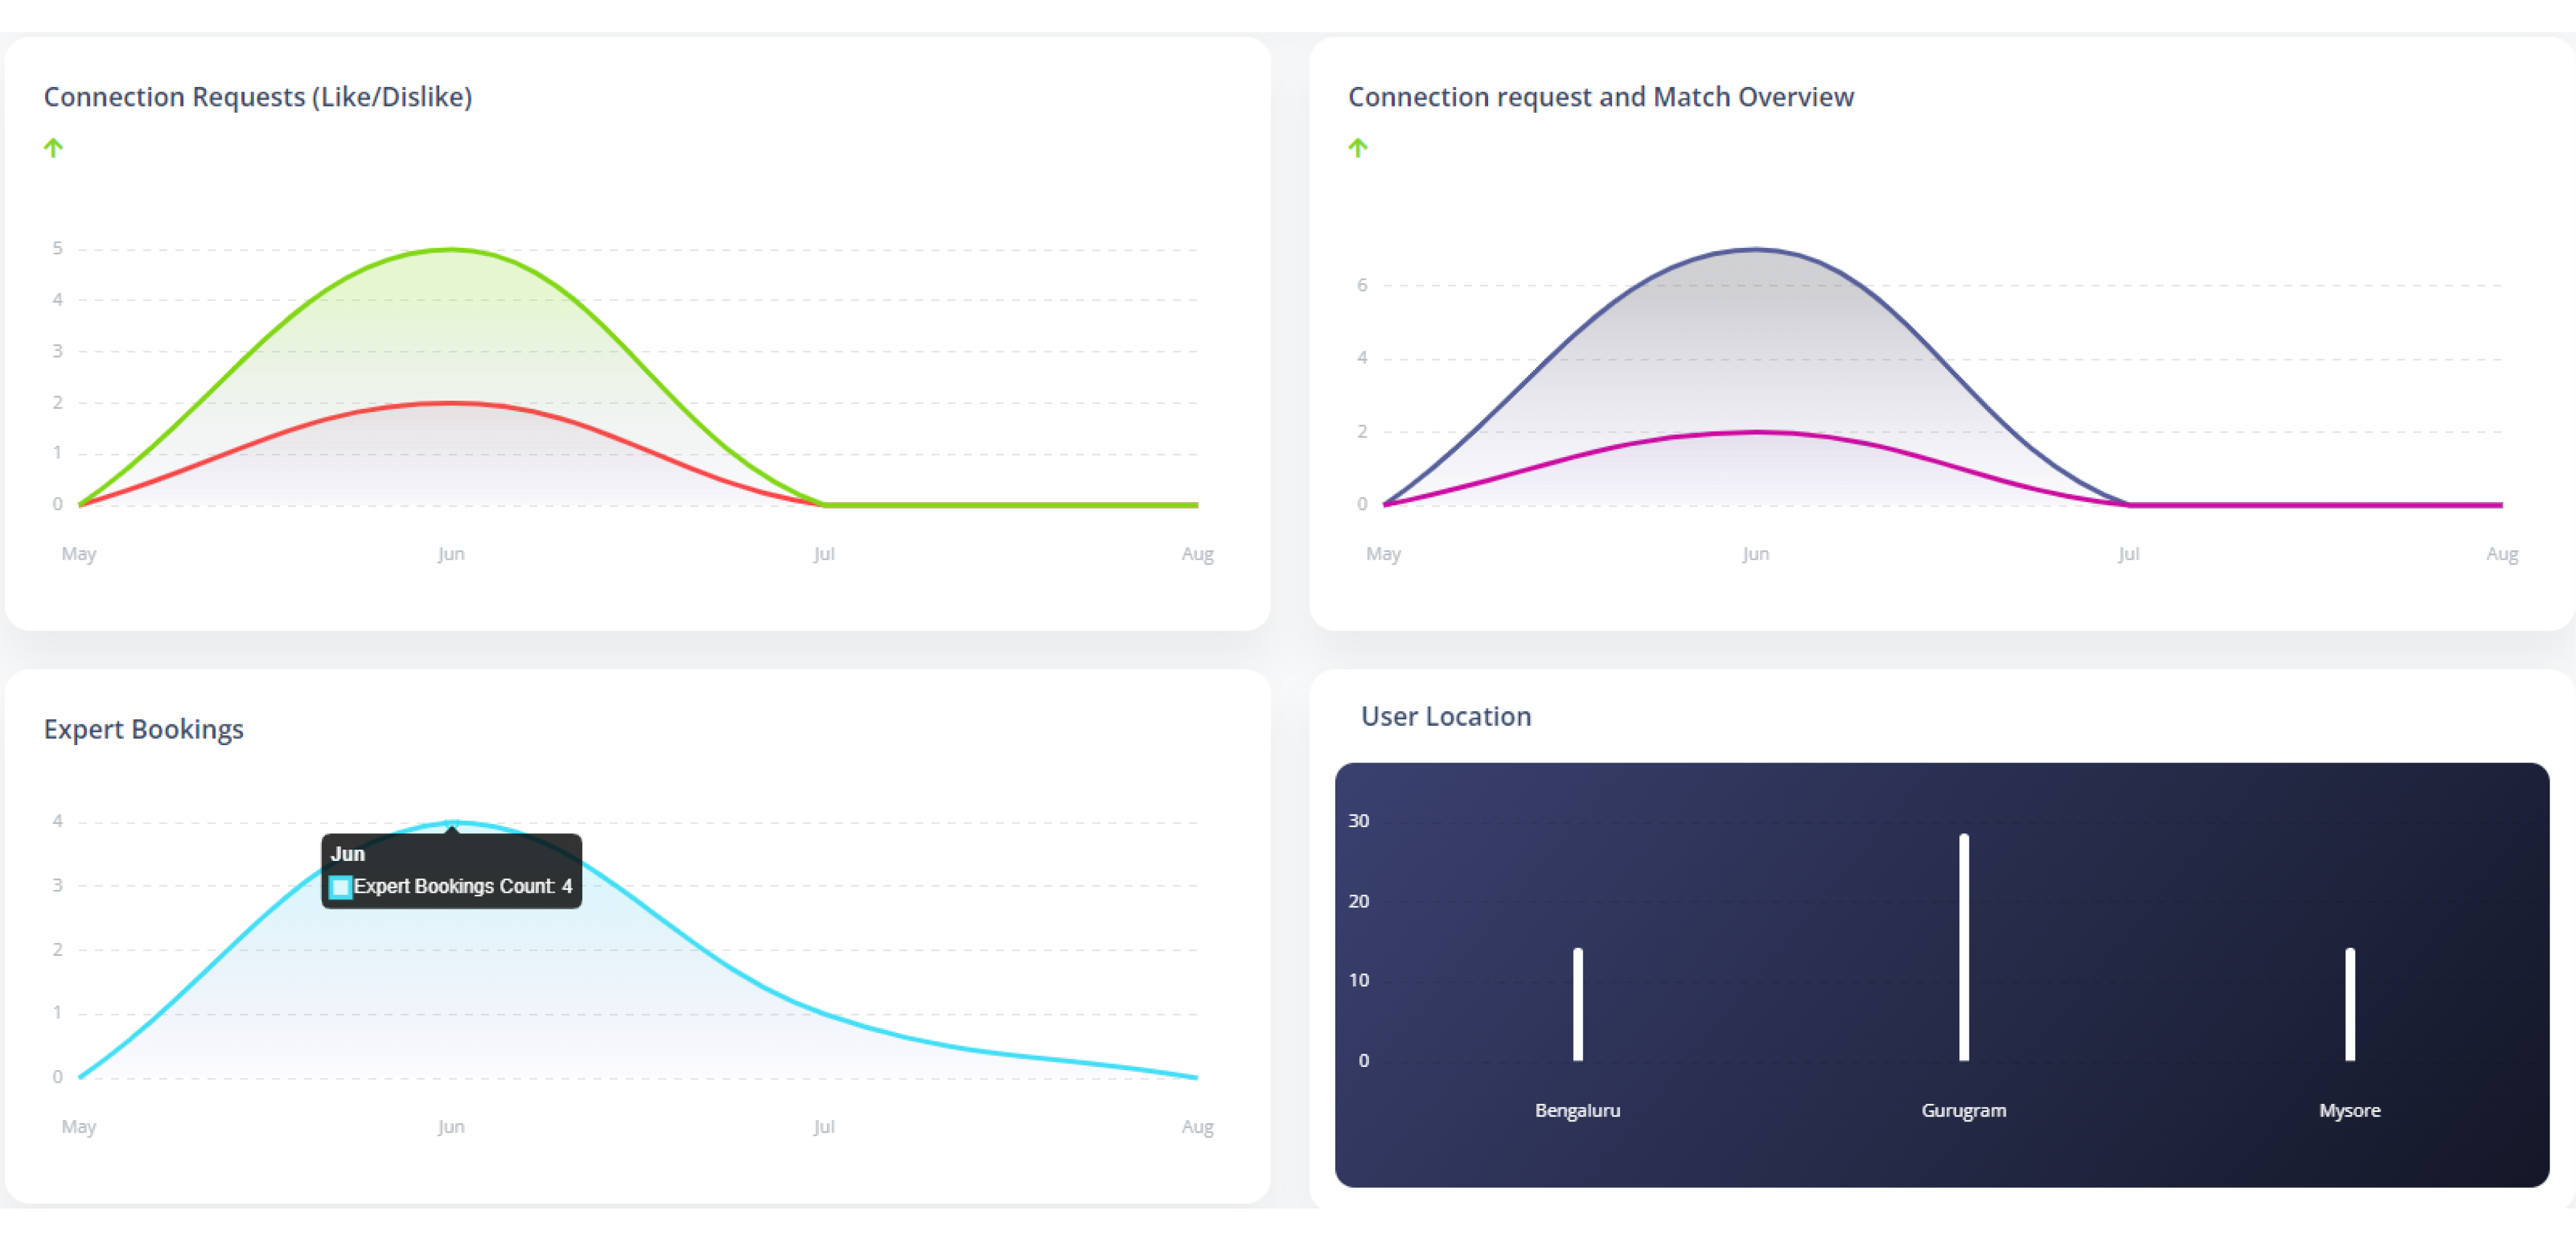 Connection Requests (Like/Dislike)
5
4
3
2
1
0
May Jun Jul Aug
Connection request and Match Overview
6
4
2
0
May Jun Jul Aug
Expert Bookings
4
Jun
Expert Bookings Count: 4
3
2
1
0
May Jun Jul Aug
User Location
30
20
10
0
Bengaluru Gurugram Mysore